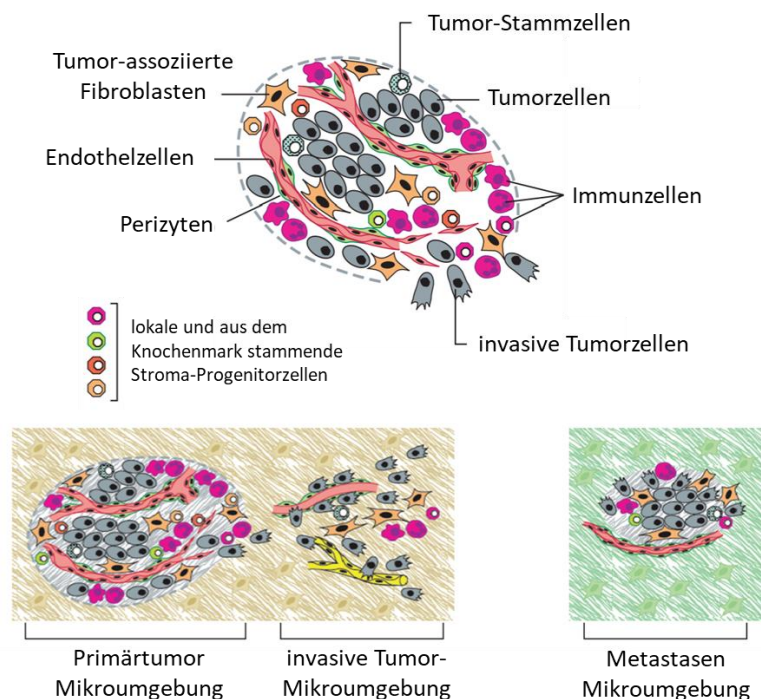 Tumor-Stammzellen
Tumor-assoziierte
Fibroblasten
Tumorzellen
Endothelzellen
Immunzellen
Perizyten
lokale und aus dem
Knochenmark stammende
Stroma-Progenitorzellen
invasive Tumorzellen
Primärtumor
Mikroumgebung
invasive Tumor-
Mikroumgebung
Metastasen
Mikroumgebung